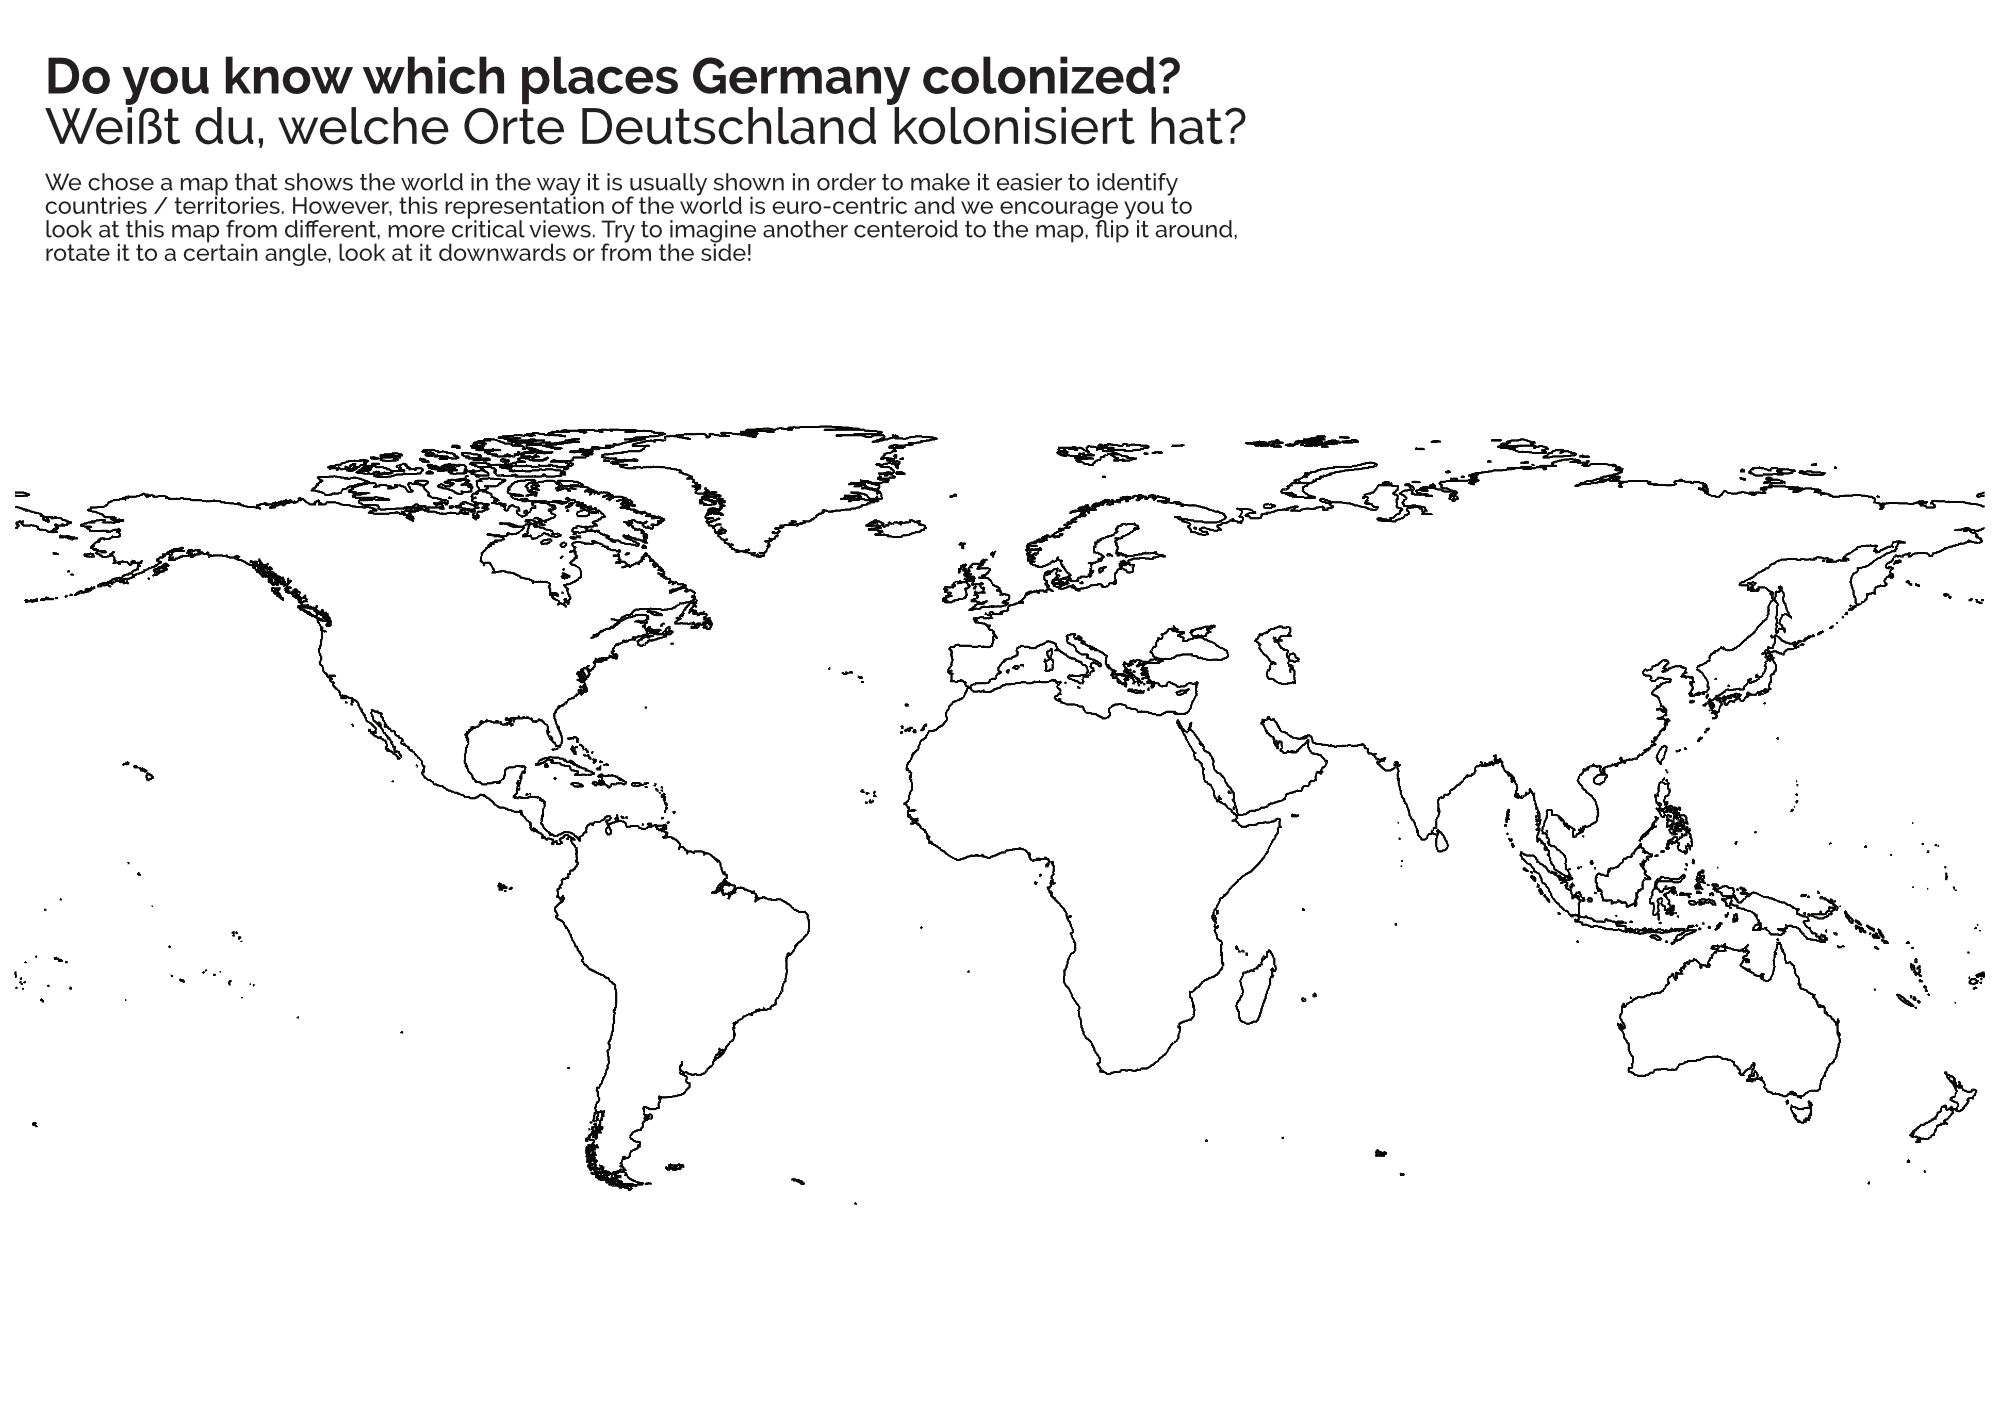 Do you know which places Germany colonized?
Weißt du, welche Orte Deutschland kolonisiert hat?
We chose a map that shows the world in the way it is usually shown in order to make it easier to identify
countries / territories. However, this representation of the world is euro-centric and we encourage you to
look at this map from different, more critical views. Try to imagine another centeroid to the map, flip it around,
rotate it to a certain angle, look at it downwards or from the side!